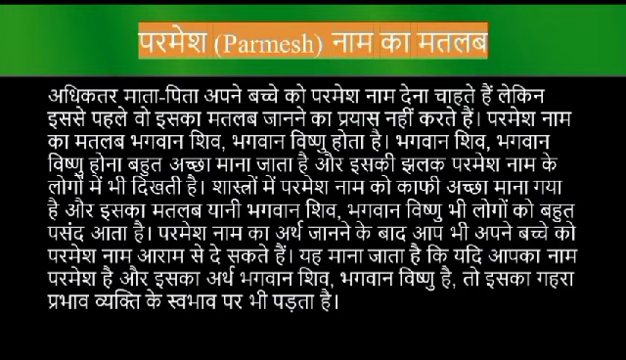 परमेश (Parmesh) नाम का मतलब
अधिकतर माता-पिता अपने बच्चे को परमेश नाम देना चाहते हैं लेकिन
इससे पहले वो इसका मतलब जानने का प्रयास नहीं करते हैं। परमेश नाम
का मतलब भगवान शिव, भगवान विष्णु होता है। भगवान शिव, भगवान
विष्णु होना बहुत अच्छा माना जाता है और इसकी झलक परमेश नाम के
लोगों में भी दिखती है। शास्त्रों में परमेश नाम को काफी अच्छा माना गया
है और इसका मतलब यानी भगवान शिव, भगवान विष्णु भी लोगों को बहुत
पसंद आता है। परमेश नाम का अर्थ जानने के बाद आप भी अपने बच्चे को
परमेश नाम आराम से दे सकते हैं। यह माना जाता है कि यदि आपका नाम
परमेश है और इसका अर्थ भगवान शिव, भगवान विष्णु है, तो इसका गहरा
प्रभाव व्यक्ति के स्वभाव पर भी पड़ता है।